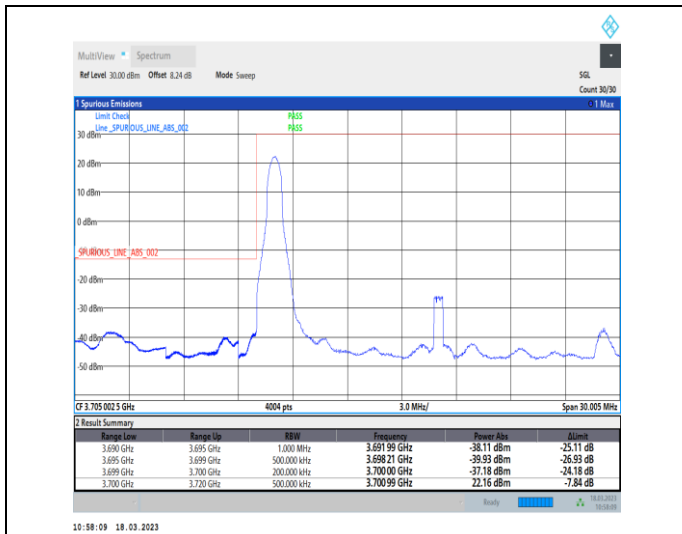 MultiView Spectrum
Ref Level 30.00 dBm Offset 8.24 dB Mode Sweep SGL
Count 30/30
1 Spurious Emissions 1 Max
Limit Check PASS
Line _SPURIOUS_LINE_ABS_002 PASS
30 dBm
20 dBm
10 dBm
0 dBm
_SPURIOUS_LINE_ABS_002
-20 dBm
-30 dBm
-40 dBm
-50 dBm
CF 3.705 002 5 GHz 4004 pts 3.0 MHz/ Span 30.005 MHz
2 Result Summary
Range Low Range Up RBW Frequency Power Abs ΔLimit
3.690 GHz 3.695 GHz 1.000 MHz 3.691 99 GHz -38.11 dBm -25.11 dB
3.695 GHz 3.699 GHz 500.000 kHz 3.698 21 GHz -39.93 dBm -26.93 dB
3.699 GHz 3.700 GHz 200.000 kHz 3.700 00 GHz -37.18 dBm -24.18 dB
3.700 GHz 3.720 GHz 500.000 kHz 3.700 99 GHz 22.16 dBm -7.84 dB
Ready 18.03.2023
10:58:09
10:58:09 18.03.2023